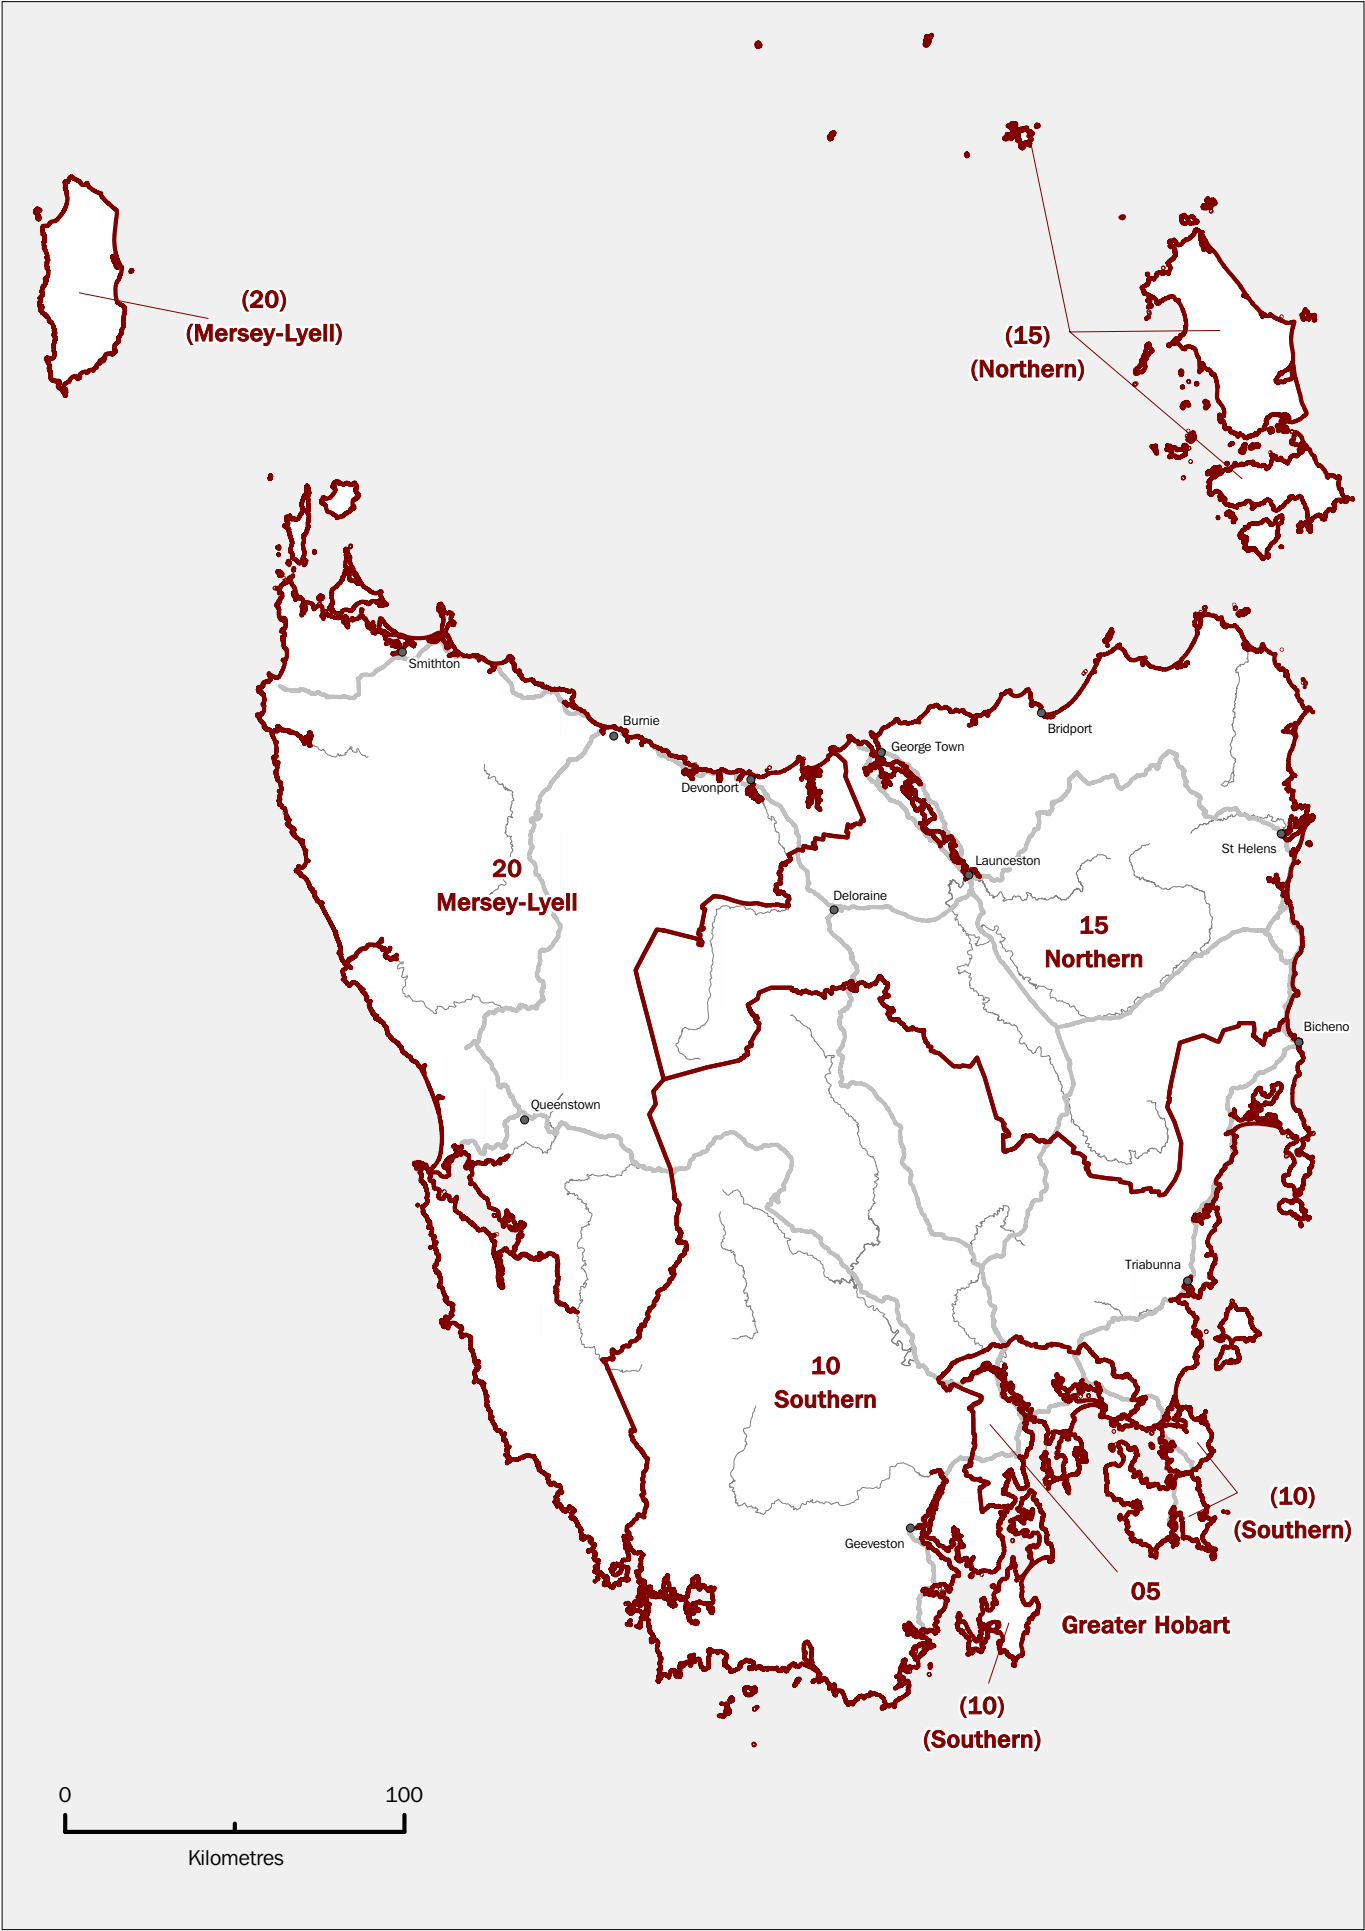 (20)
(Mersey-Lyell)
(15)
(Northern)
Smithton
Burnie
Bridport
George Town
Devonport
St Helens
Launceston
20
Mersey-Lyell
Deloraine
15
Northern
Bicheno
Queenstown
Triabunna
10
Southern
(10)
(Southern)
Geeveston
05
Greater Hobart
(10)
(Southern)
0 100
Kilometres